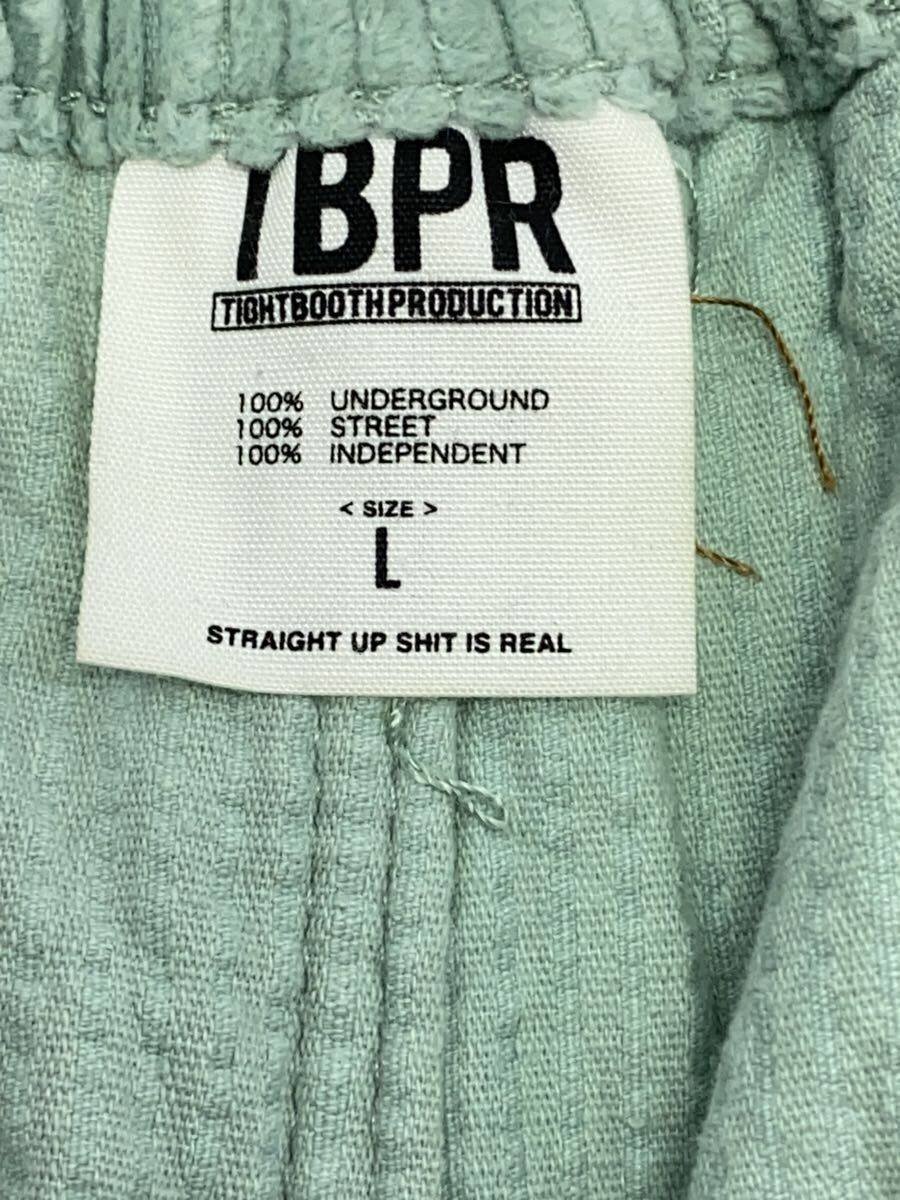 TBPR
TIGHTBOOTHPRODUCTION
100% UNDERGROUND
100% STREET
100% INDEPENDENT
< SIZE >
L
STRAIGHT UP SHIT IS REAL